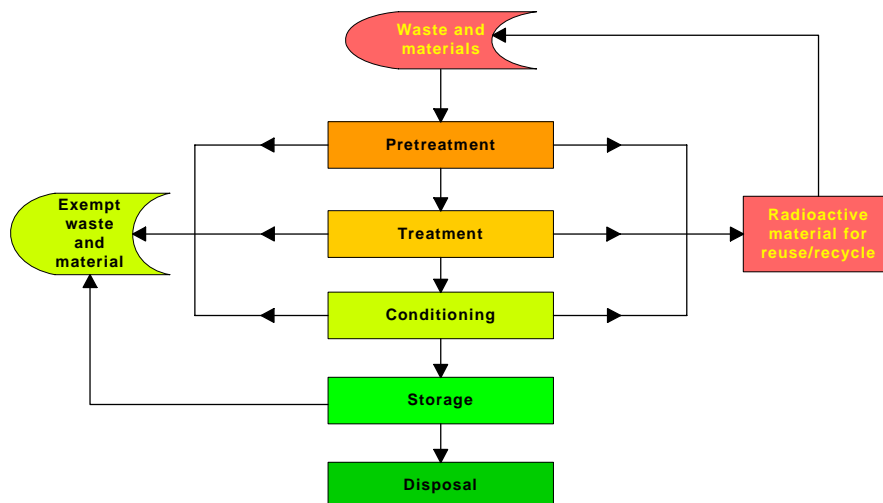 Waste and
materials
Pretreatment
Exempt
waste
and
material
Treatment
Radioactive
material for
reuse/recycle
Conditioning
Storage
Disposal